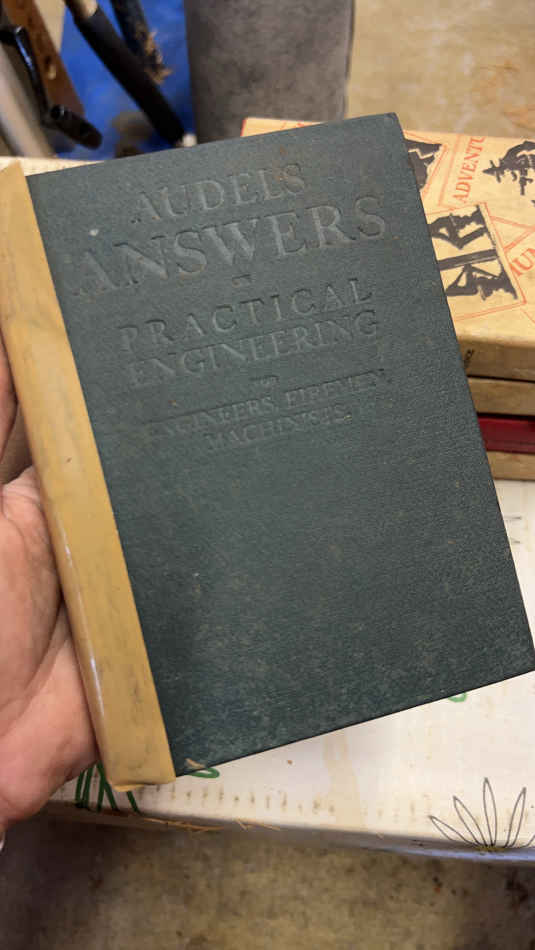 AUDELS
ANSWERS
ON
PRACTICAL
ENGINEERING
FOR
ENGINEERS, FIREMEN
MACHINISTS
ADVENTU